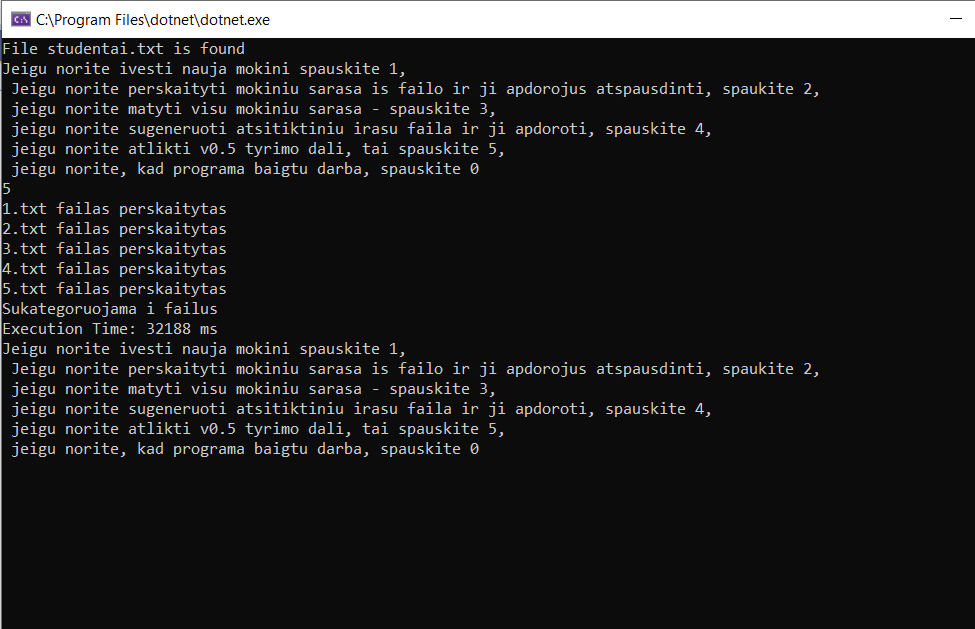 C:\Program Files\dotnet\dotnet.exe
File studentai.txt is found
Jeigu norite ivesti nauja mokini spauskite 1,
 Jeigu norite perskaityti mokiniu sarasa is failo ir ji apdorojus atspausdinti, spaukite 2,
 jeigu norite matyti visu mokiniu sarasa - spauskite 3,
 jeigu norite sugeneruoti atsitiktiniu irasu faila ir ji apdoroti, spauskite 4,
 jeigu norite atlikti v0.5 tyrimo dali, tai spauskite 5,
 jeigu norite, kad programa baigtu darba, spauskite 0
5
1.txt failas perskaitytas
2.txt failas perskaitytas
3.txt failas perskaitytas
4.txt failas perskaitytas
5.txt failas perskaitytas
Sukategoruojama i failus
Execution Time: 32188 ms
Jeigu norite ivesti nauja mokini spauskite 1,
 Jeigu norite perskaityti mokiniu sarasa is failo ir ji apdorojus atspausdinti, spaukite 2,
 jeigu norite matyti visu mokiniu sarasa - spauskite 3,
 jeigu norite sugeneruoti atsitiktiniu irasu faila ir ji apdoroti, spauskite 4,
 jeigu norite atlikti v0.5 tyrimo dali, tai spauskite 5,
 jeigu norite, kad programa baigtu darba, spauskite 0